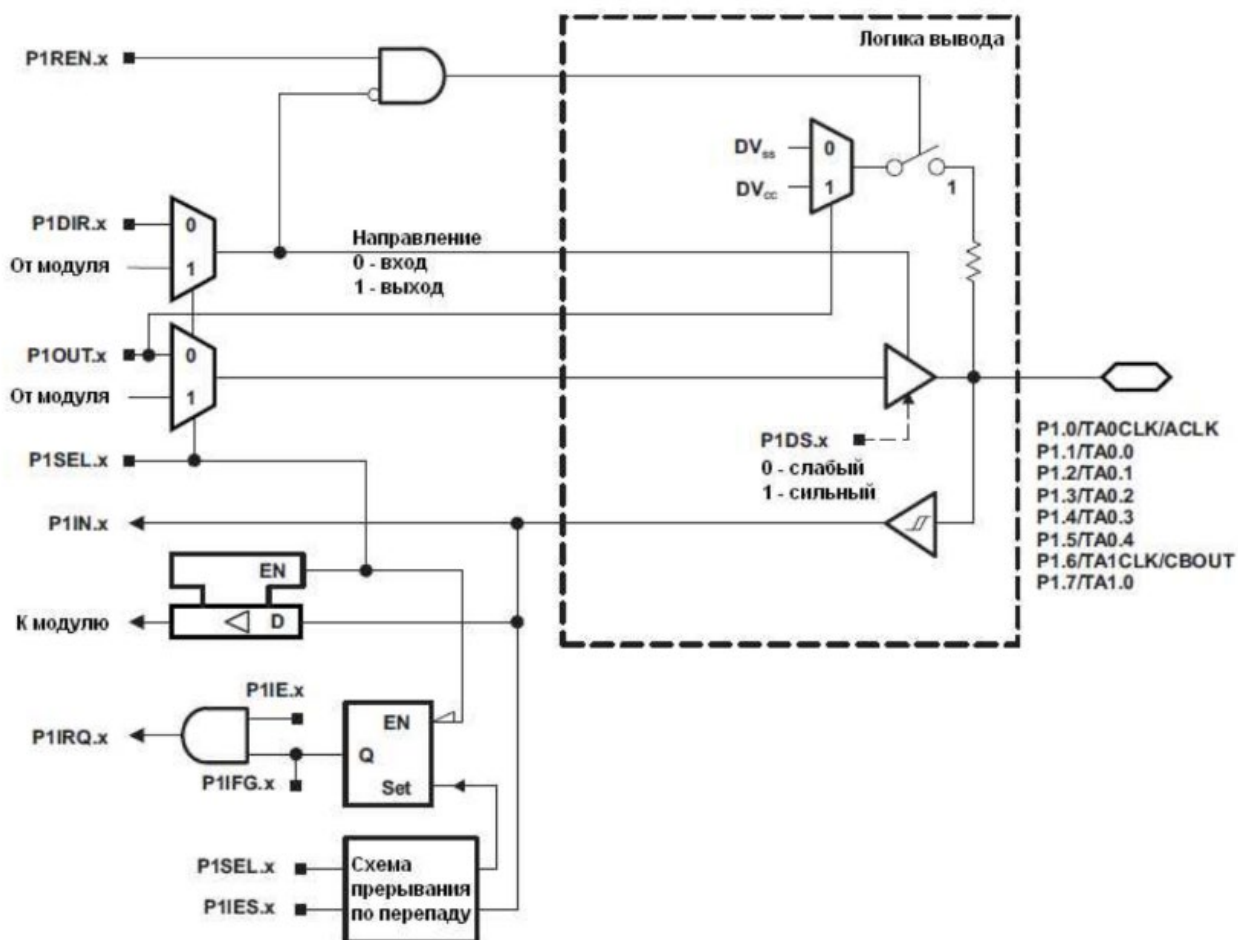 Логика вывода
P1REN.x
DVss
0
DVcc
1
1
P1DIR.x
0
От модуля
1
Направление
0 - вход
1 - выход
P1OUT.x
0
От модуля
1
P1DS.x
0 - слабый
1 - сильный
P1SEL.x
P1IN.x
P1.0/TA0CLK/ACLK
P1.1/TA0.0
P1.2/TA0.1
P1.3/TA0.2
P1.4/TA0.3
P1.5/TA0.4
P1.6/TA1CLK/CBOUT
P1.7/TA1.0
EN
К модулю
D
P1IE.x
P1IRQ.x
EN
Q
P1IFG.x
Set
P1SEL.x
P1IES.x
Схема
прерывания
по перепаду